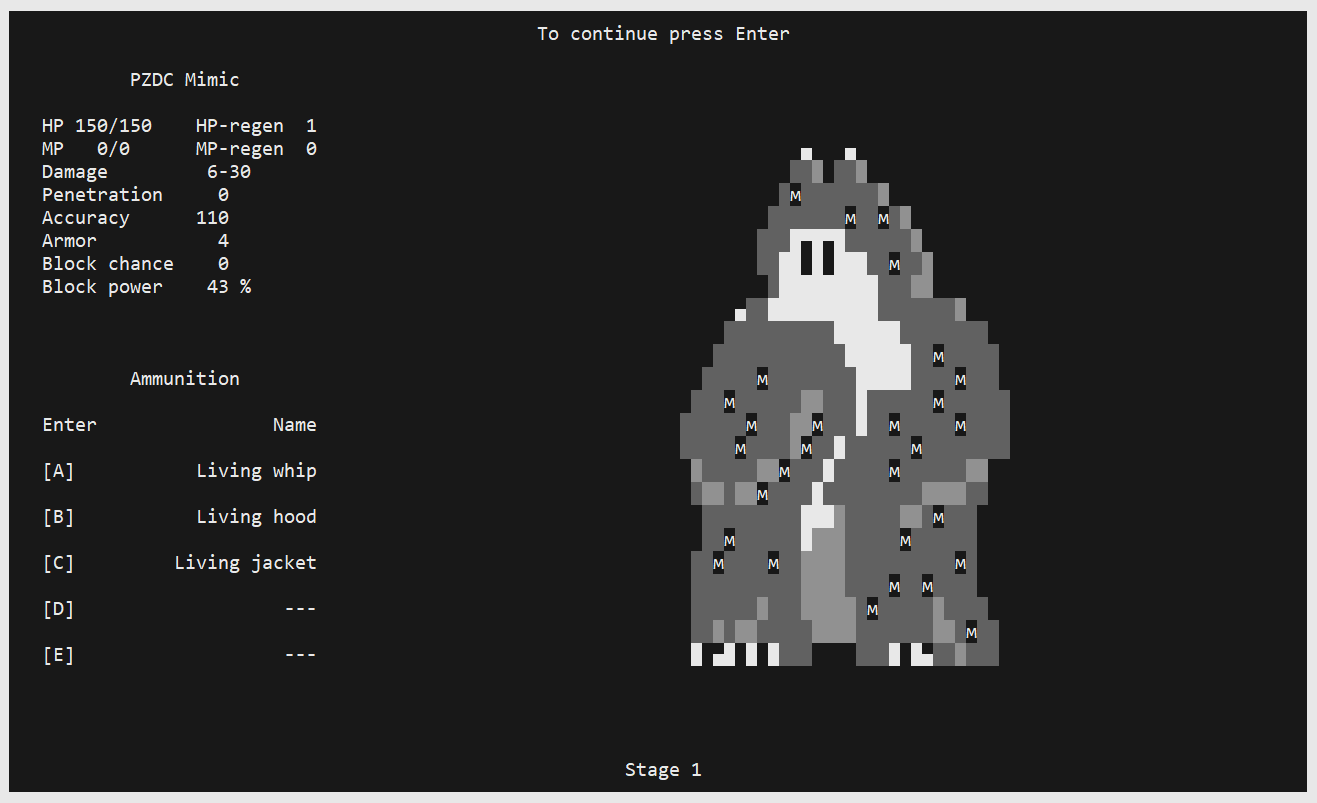 To continue press Enter
PZDC Mimic
HP 150/150 HP-regen 1
MP 0/0 MP-regen 0
Damage 6-30
Penetration 0
Accuracy 110
Armor 4
Block chance 0
Block power 43 %
Ammunition
Enter Name
[A] Living whip
[B] Living hood
[C] Living jacket
[D] ---
[E] ---
M
M M
M
M
M M
M M
M M M M
M M M
M M
M
M
M M
M M M
M M
M
M
Stage 1